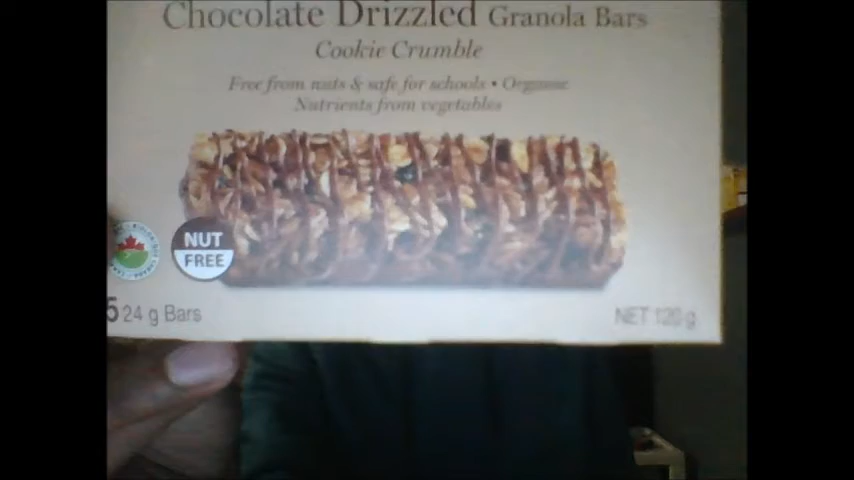 Chocolate Drizzled Granola Bars
Cookie Crumble
Free from nuts & safe for schools • Organic
Nutrients from vegetables
NUT
FREE
5 24 g Bars
NET 120 g